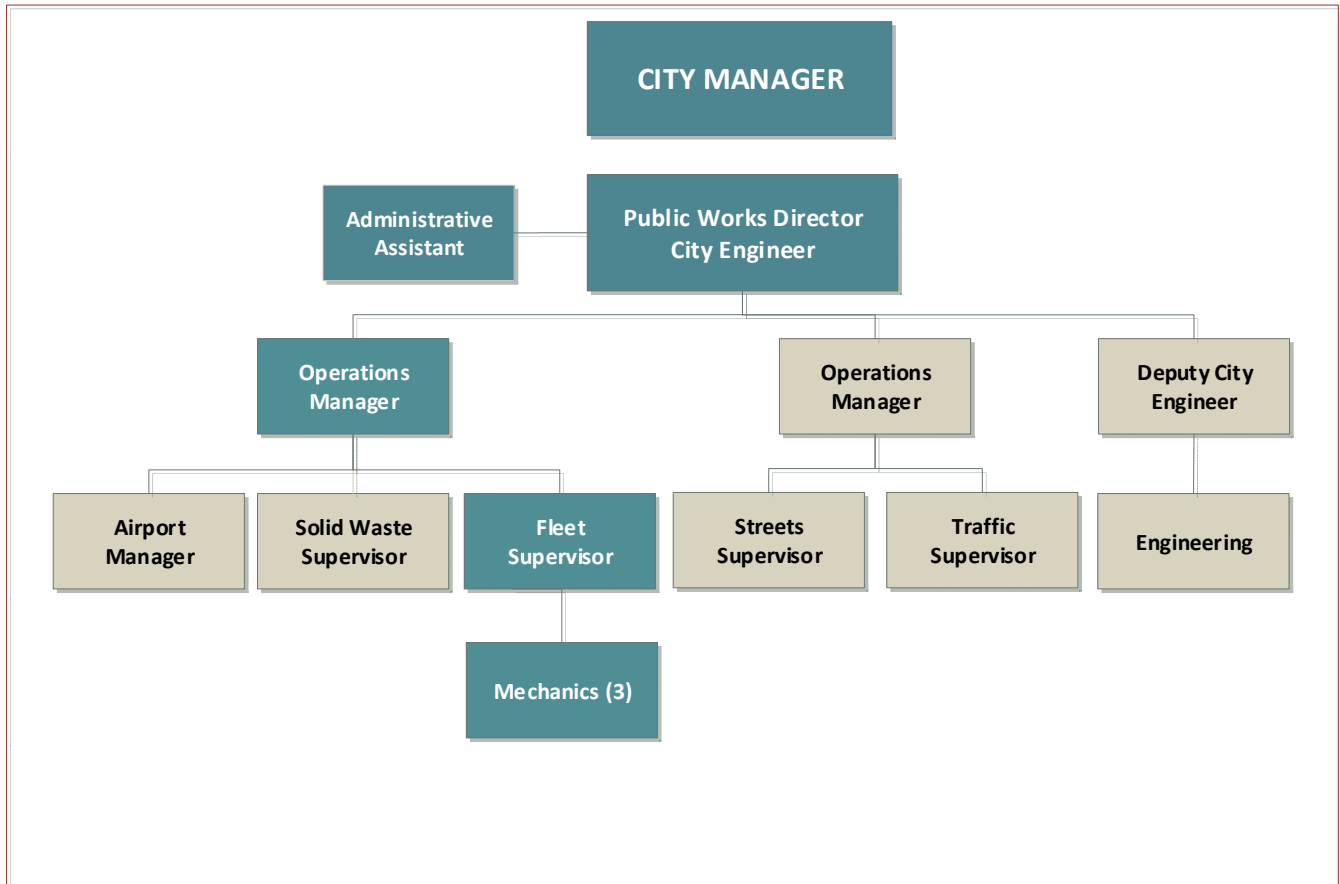 CITY MANAGER
Administrative
Assistant
Public Works Director
City Engineer
Operations
Manager
Operations
Manager
Deputy City
Engineer
Airport
Manager
Solid Waste
Supervisor
Fleet
Supervisor
Streets
Supervisor
Traffic
Supervisor
Engineering
Mechanics (3)